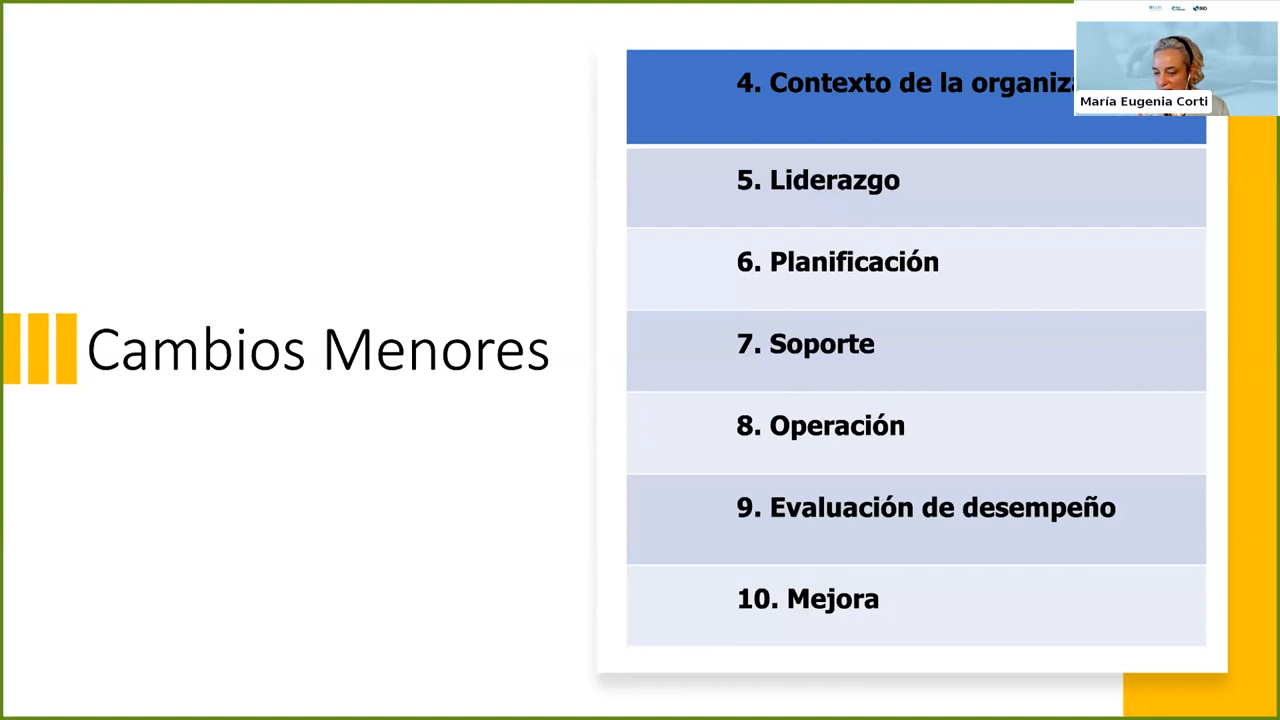 4. Contexto de la organiz
María Eugenia Corti
5. Liderazgo
6. Planificación
7. Soporte
Cambios Menores
8. Operación
9. Evaluación de desempeño
10. Mejora